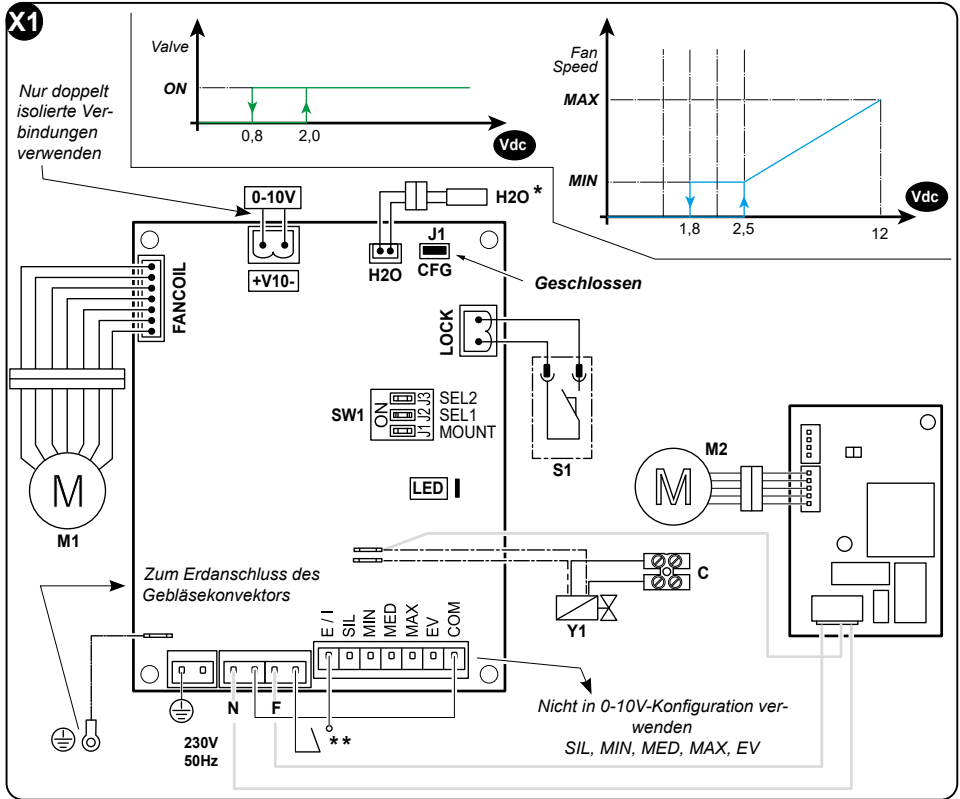 X1
Valve
ON
0,8
2,0
Vdc
Fan
Speed
MAX
MIN
1,8
2,5
12
Vdc
Nur doppelt
isolierte Ver-
bindungen
verwenden
0-10V
+V10-
H2O *
H2O
J1
CFG
Geschlossen
FANCOIL
LOCK
SW1
ON
J3 SEL2
J2 SEL1
J1 MOUNT
S1
LED
M
M1
M
M2
C
Y1
Zum Erdanschluss des
Gebläsekonvektors
E / I
SIL
MIN
MED
MAX
EV
COM
N
F
230V
50Hz
**
Nicht in 0-10V-Konfiguration ver-
wenden
SIL, MIN, MED, MAX, EV